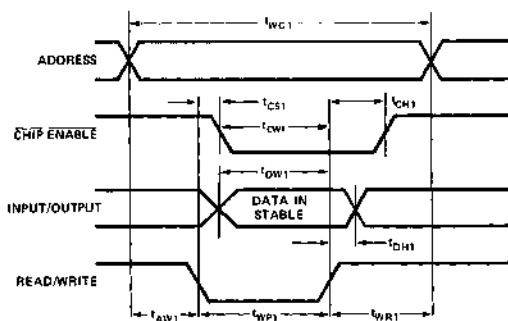 tWC1
ADDRESS
tCS1
tCH1
CHIP ENABLE
tCW1
tDW1
INPUT/OUTPUT
DATA IN
STABLE
tDH1
READ/WRITE
tAW1
tWP1
tWR1